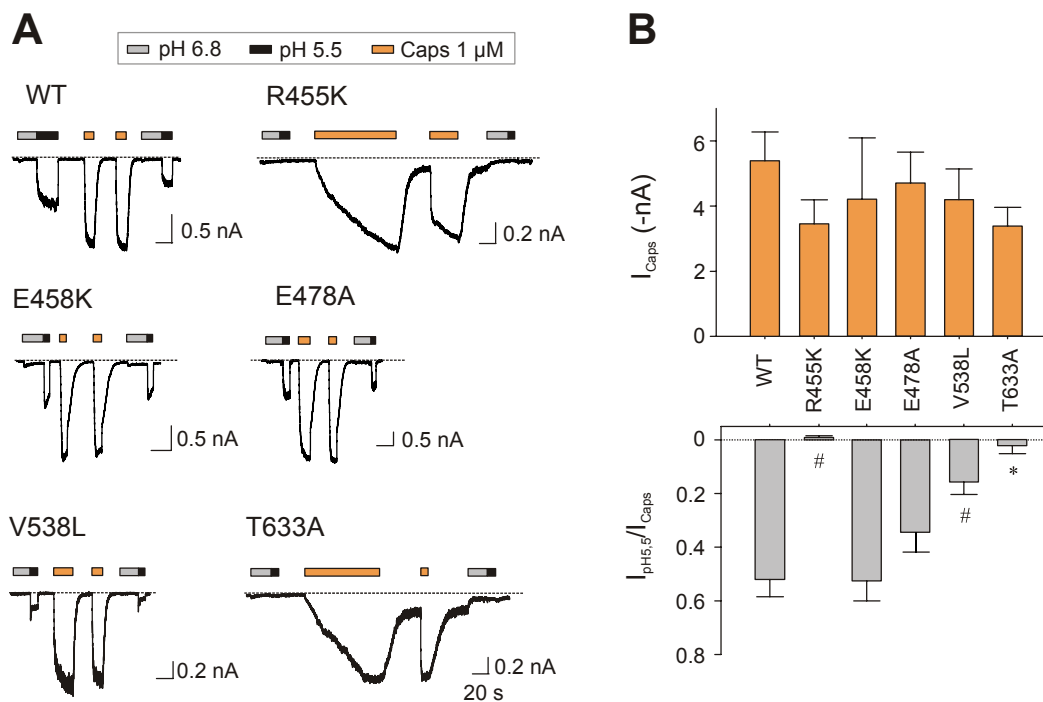 A
pH 6.8 pH 5.5 Caps 1 µM
WT
R455K
0.5 nA
0.2 nA
E458K
E478A
0.5 nA
0.5 nA
V538L
T633A
0.2 nA
0.2 nA
20 s
B
I Caps (-nA)
6
4
2
0
WT
R455K
E458K
E478A
V538L
T633A
I pH5,5/I Caps
0
0.2
0.4
0.6
0.8
#
#
*